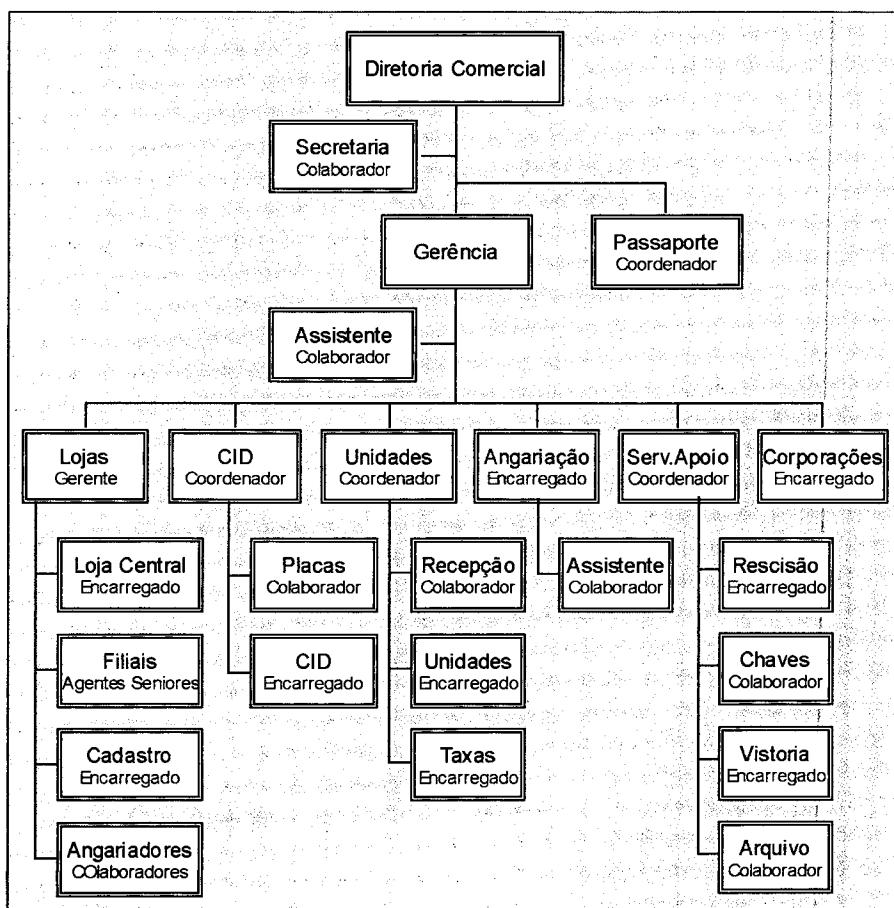 Diretoria Comercial
Secretaria
Colaborador
Gerência
Passaporte
Coordenador
Assistente
Colaborador
Lojas
Gerente
CID
Coordenador
Unidades
Coordenador
Angariação
Encarregado
Serv.Apoio
Coordenador
Corporações
Encarregado
Loja Central
Encarregado
Placas
Colaborador
Recepção
Colaborador
Assistente
Colaborador
Rescisão
Encarregado
Filiais
Agentes Seniores
CID
Encarregado
Unidades
Encarregado
Chaves
Colaborador
Cadastro
Encarregado
Taxas
Encarregado
Vistoria
Encarregado
Angariadores
COlaboradores
Arquivo
Colaborador